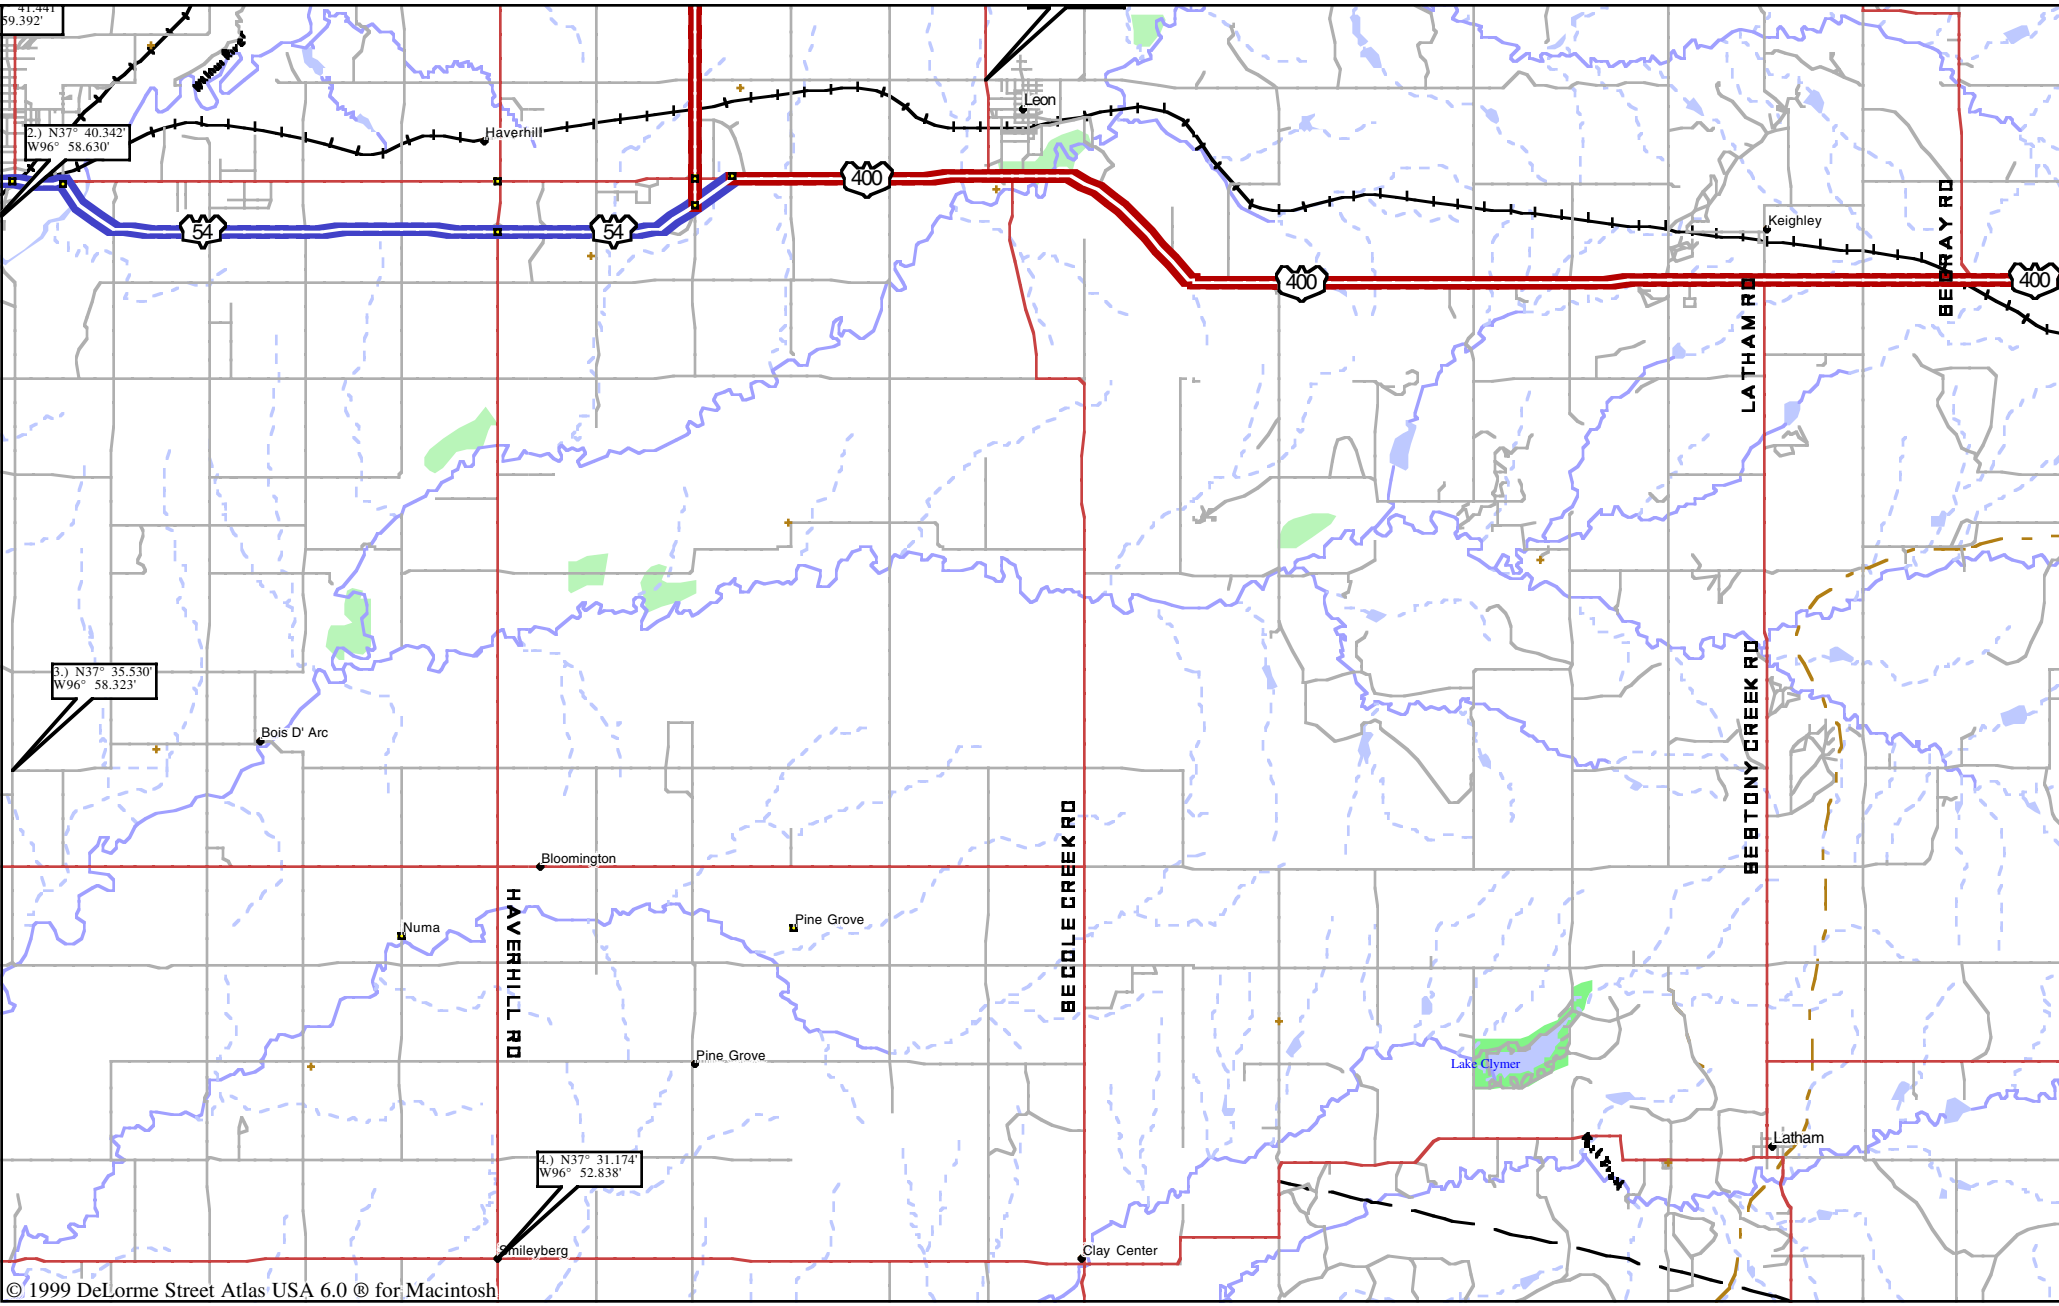 41.441'
59.392'
Leon
2.) N37° 40.342'
W96° 58.630'
Haverhill
400
54
54
Keighley
BEGRAY RD
400
400
LATHAM RD
3.) N37° 35.530'
W96° 58.323'
BEBTONY CREEK RD
Bois D' Arc
BECOLE CREEK RD
Bloomington
HAVERHILL RD
Pine Grove
Numa
Pine Grove
Lake Clymer
Latham
4.) N37° 31.174'
W96° 52.838'
Smileyberg
Clay Center
© 1999 DeLorme Street Atlas USA 6.0 ® for Macintosh